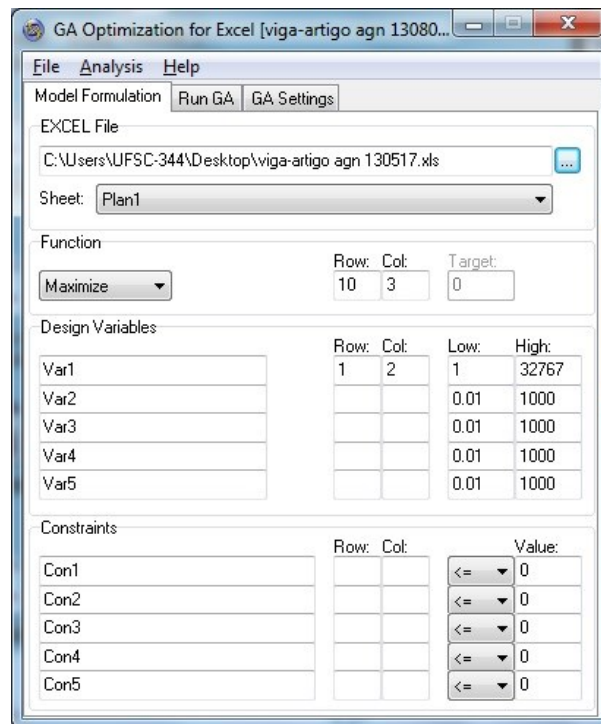 GA Optimization for Excel [viga-artigo agn 13080...
File Analysis Help
Model Formulation Run GA GA Settings
EXCEL File
C:\Users\UFSC-344\Desktop\viga-artigo agn 130517.xls ...
Sheet: Plan1
Function
Row: Col: Target:
Maximize 10 3 0
Design Variables
Row: Col: Low: High:
Var1 1 2 1 32767
Var2 0.01 1000
Var3 0.01 1000
Var4 0.01 1000
Var5 0.01 1000
Constraints
Row: Col: Value:
Con1 <= 0
Con2 <= 0
Con3 <= 0
Con4 <= 0
Con5 <= 0